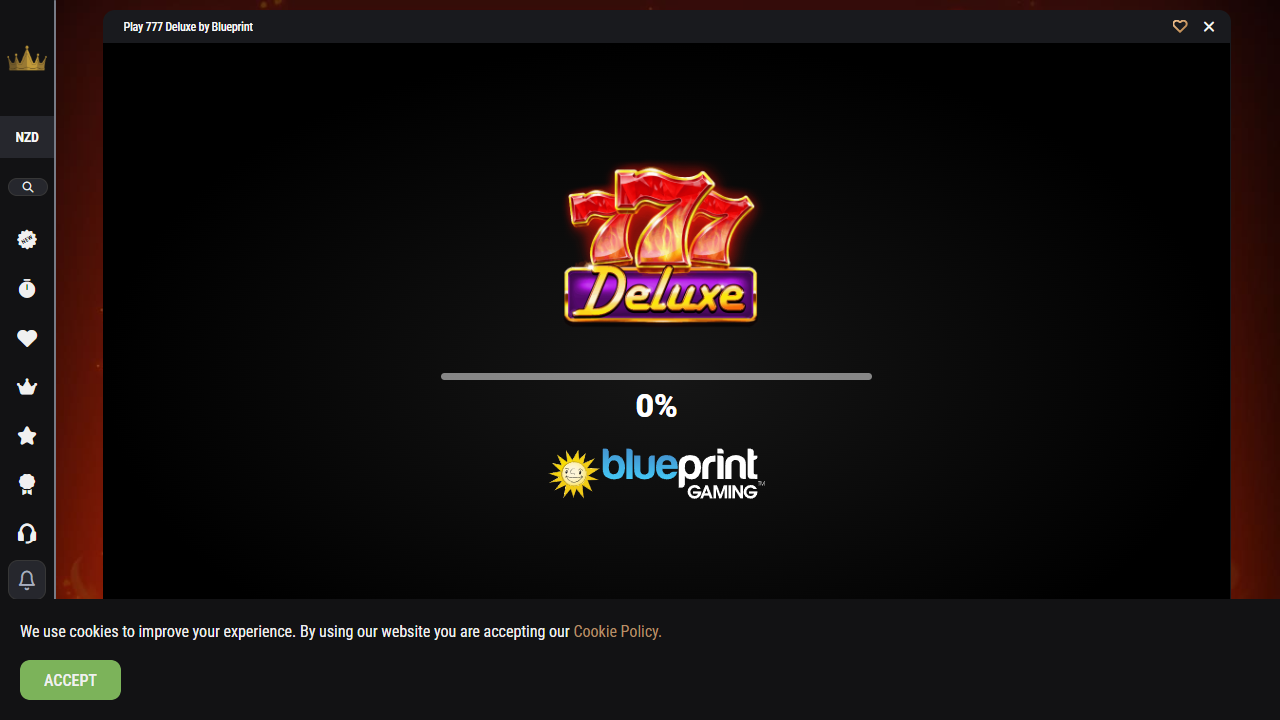 Play 777 Deluxe by Blueprint
NZD
NEW
777
Deluxe
0%
blueprint
GAMING™
We use cookies to improve your experience. By using our website you are accepting our Cookie Policy.
ACCEPT